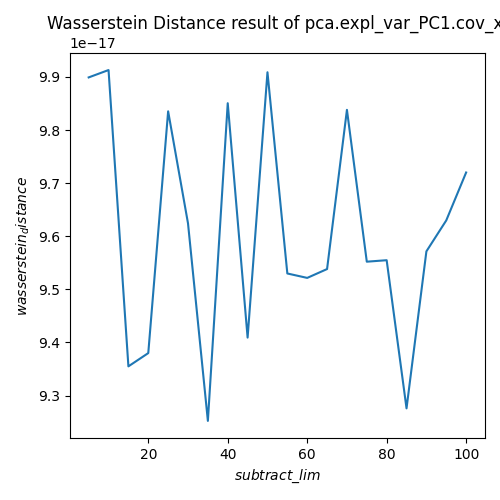 Wasserstein Distance result of pca.expl_var_PC1.cov_x
1e−17
9.9
9.8
9.7
9.6
9.5
9.4
9.3
wasserstein_distance
20 40 60 80 100
subtract_lim